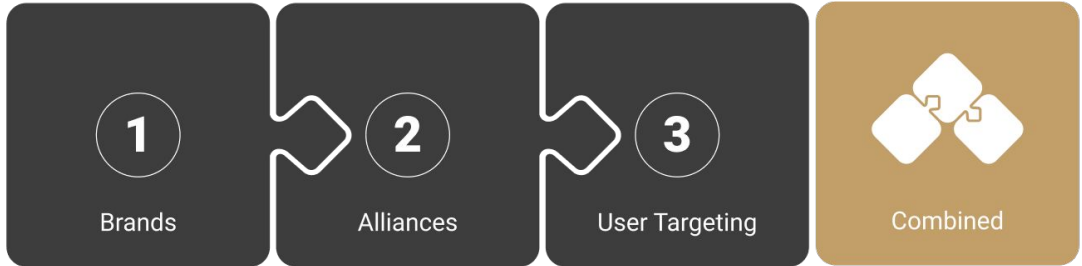 1
2
3
Brands
Alliances
User Targeting
Combined